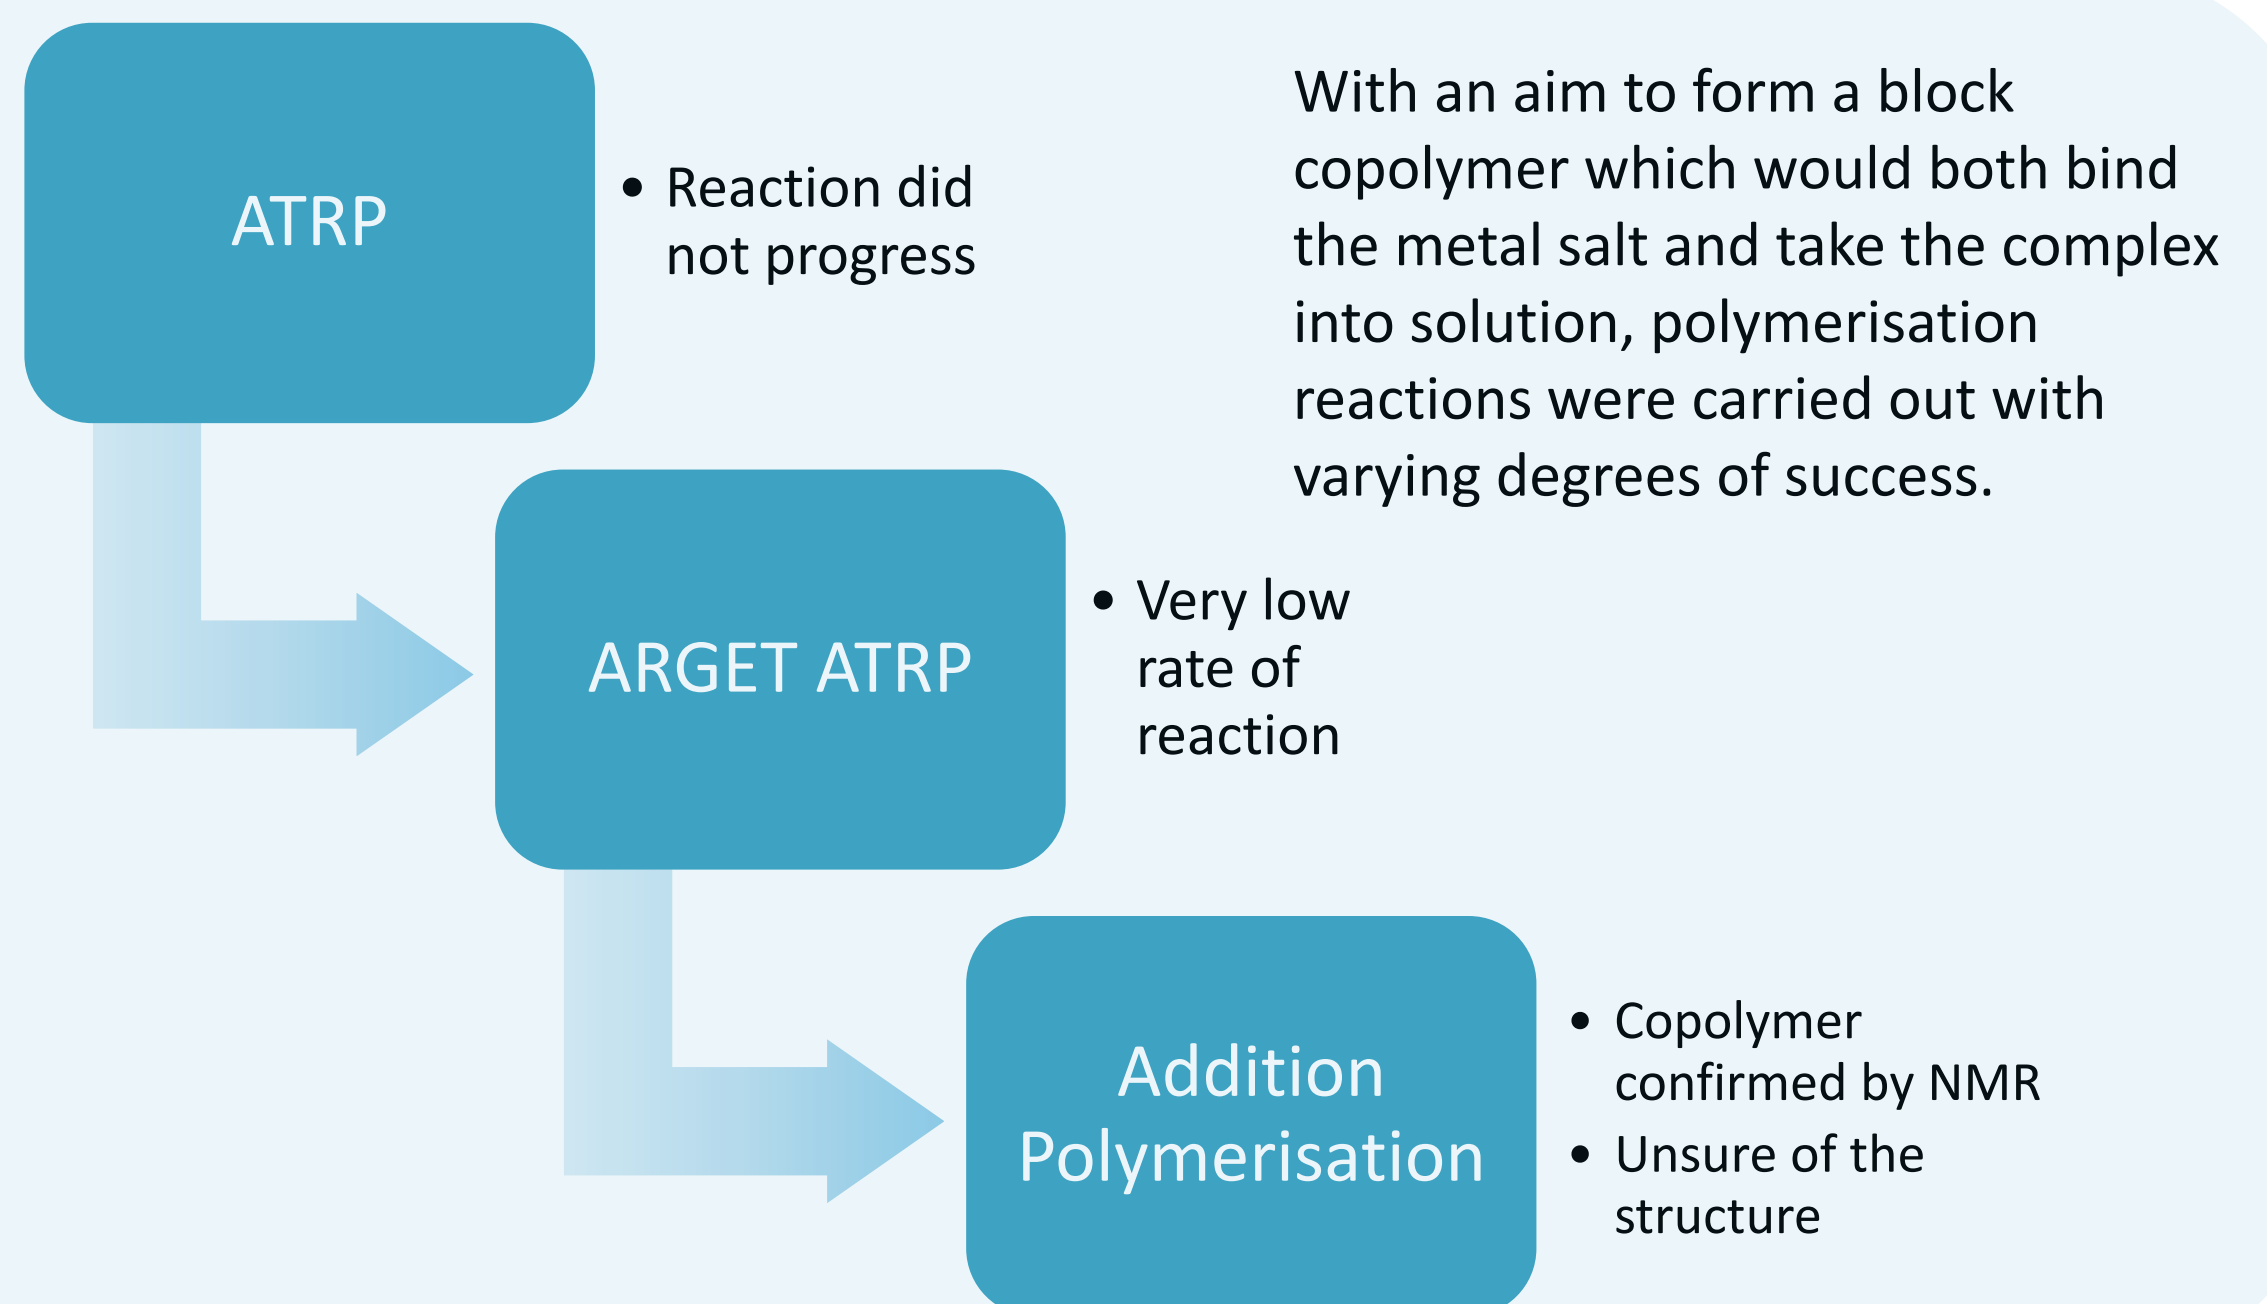 ATRP
• Reaction did
not progress
With an aim to form a block
copolymer which would both bind
the metal salt and take the complex
into solution, polymerisation
reactions were carried out with
varying degrees of success.
ARGET ATRP
• Very low
rate of
reaction
Addition
Polymerisation
• Copolymer
confirmed by NMR
• Unsure of the
structure